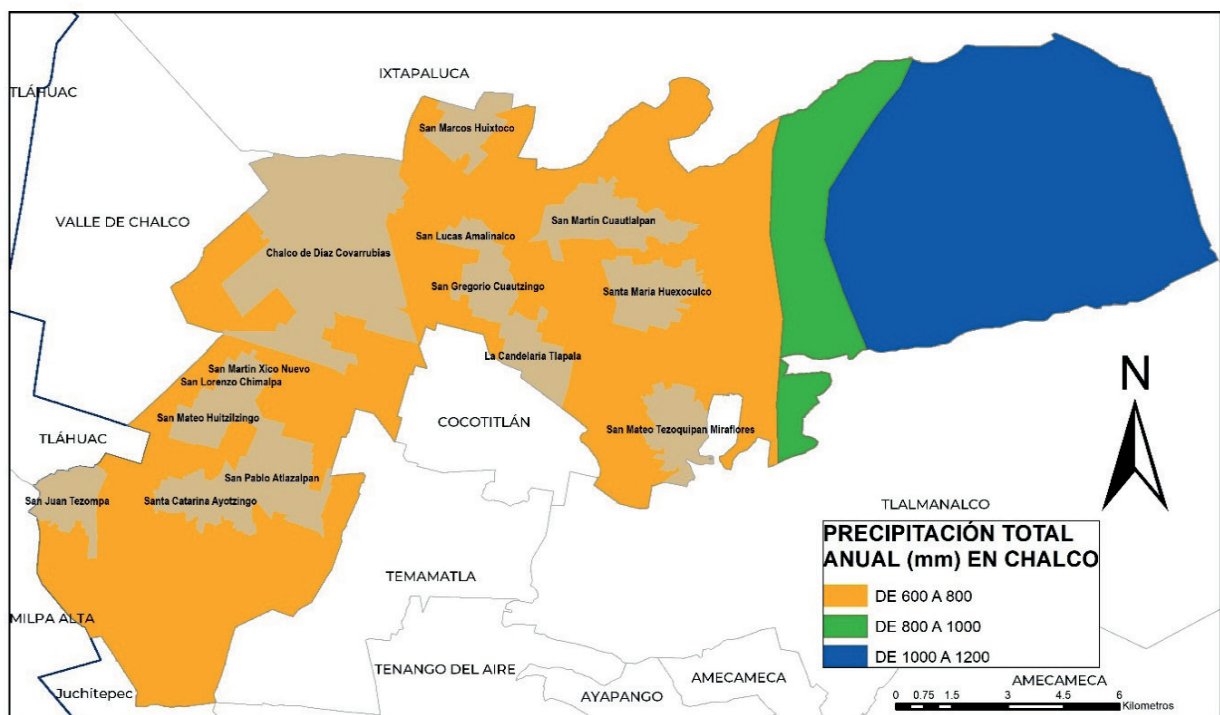 IXTAPALUCA
TLÁHUAC
San Marcos Huixtoco
VALLE DE CHALCO
San Martín Cuautlalpan
San Lucas Amalinalco
Chalco de Díaz Covarrubias
San Gregorio Cuautzingo
Santa María Huexoculco
La Candelaria Tlapala
San Martín Xico Nuevo
San Lorenzo Chimalpa
San Mateo Huitzilzingo
COCOTITLÁN
San Mateo Tezoquipan Miraflores
TLÁHUAC
San Pablo Atlazalpan
San Juan Tezompa
Santa Catarina Ayotzingo
N
TLALMANALCO
PRECIPITACIÓN TOTAL
ANUAL (mm) EN CHALCO
DE 600 A 800
DE 800 A 1000
DE 1000 A 1200
TEMAMATLA
MILPA ALTA
TENANGO DEL AIRE
AMECAMECA
AMECAMECA
Juchitepec
AYAPANGO
0 0.75 1.5 3 4.5 6
Kilometros